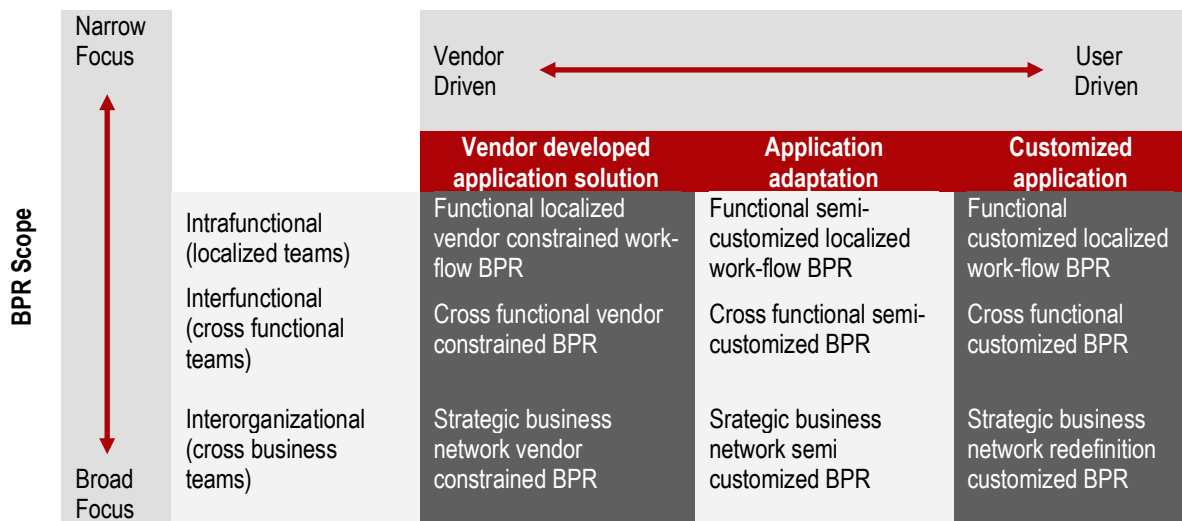 Narrow
Focus
Vendor
Driven
User
Driven
Vendor developed
application solution
Application
adaptation
Customized
application
BPR Scope
Intrafunctional
(localized teams)
Functional localized
vendor constrained work-
flow BPR
Functional semi-
customized localized
work-flow BPR
Functional
customized localized
work-flow BPR
Interfunctional
(cross functional
teams)
Cross functional vendor
constrained BPR
Cross functional semi-
customized BPR
Cross functional
customized BPR
Interorganizational
(cross business
teams)
Strategic business
network vendor
constrained BPR
Srategic business
network semi
customized BPR
Strategic business
network redefinition
customized BPR
Broad
Focus